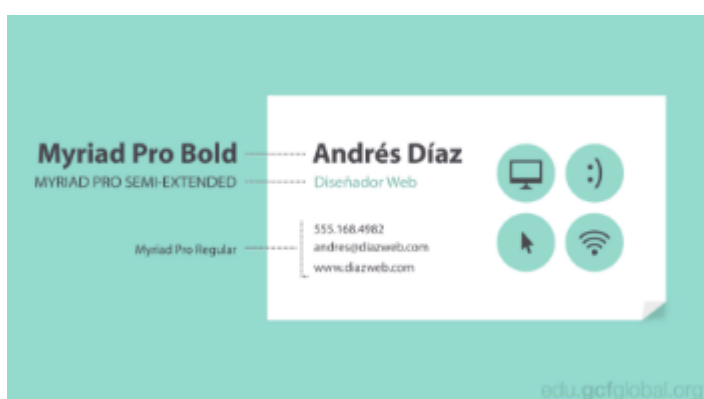 Myriad Pro Bold
MYRIAD PRO SEMI-EXTENDED
Myriad Pro Regular
Andrés Díaz
Diseñador Web
555.168.4982
andres@diazweb.com
www.diazweb.com
:)
edu.gcfglobal.org